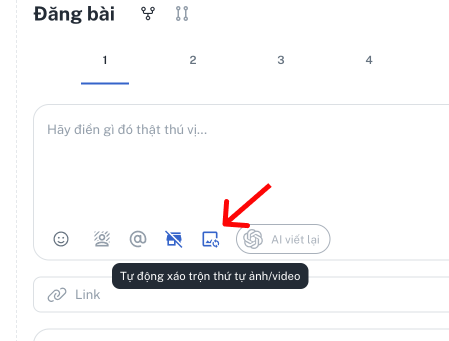 Đăng bài
1 2 3 4
Hãy điền gì đó thật thú vị...
AI viết lại
Tự động xáo trộn thứ tự ảnh/video
Link